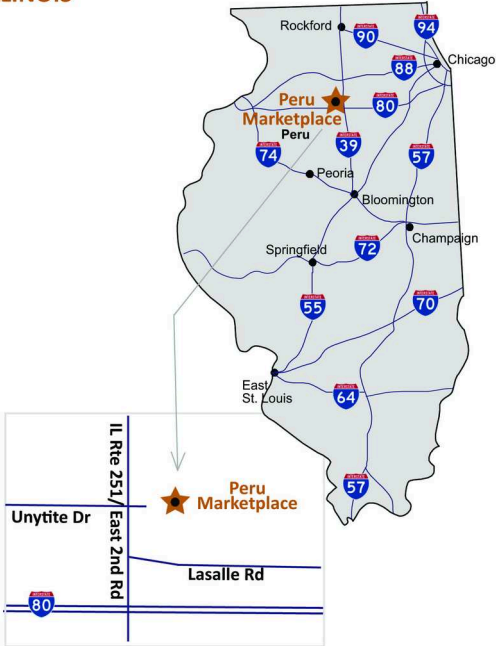 Rockford
90
94
Chicago
88
Peru
Marketplace
80
Peru
39
57
74
Peoria
Bloomington
Champaign
Springfield
72
55
70
East
St. Louis
64
57
IL Rte 251/ East 2nd Rd
Peru
Marketplace
Unytite Dr
Lasalle Rd
80